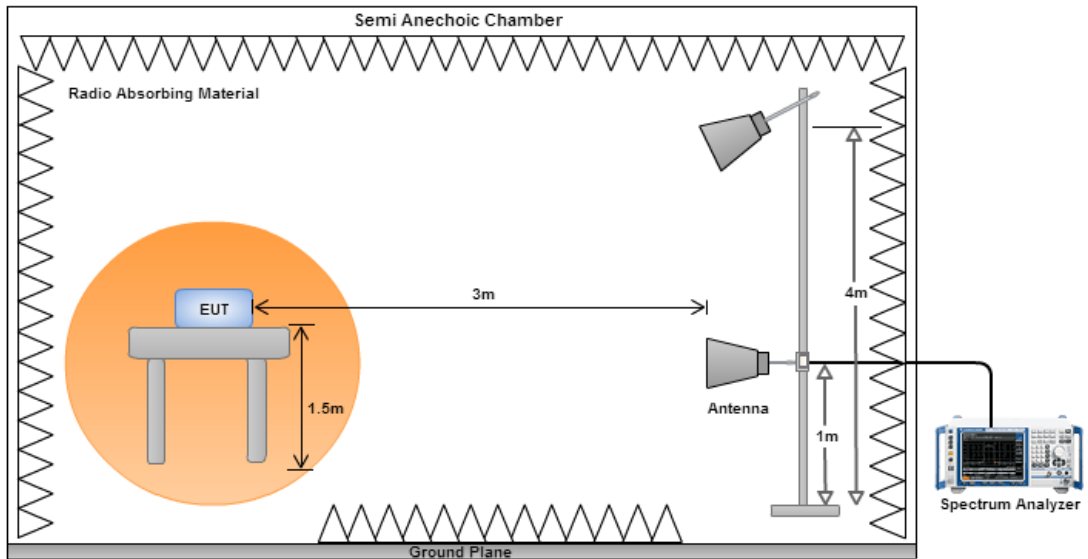 Semi Anechoic Chamber
Radio Absorbing Material
3m
4m
EUT
1.5m
Antenna
1m
Spectrum Analyzer
Ground Plane